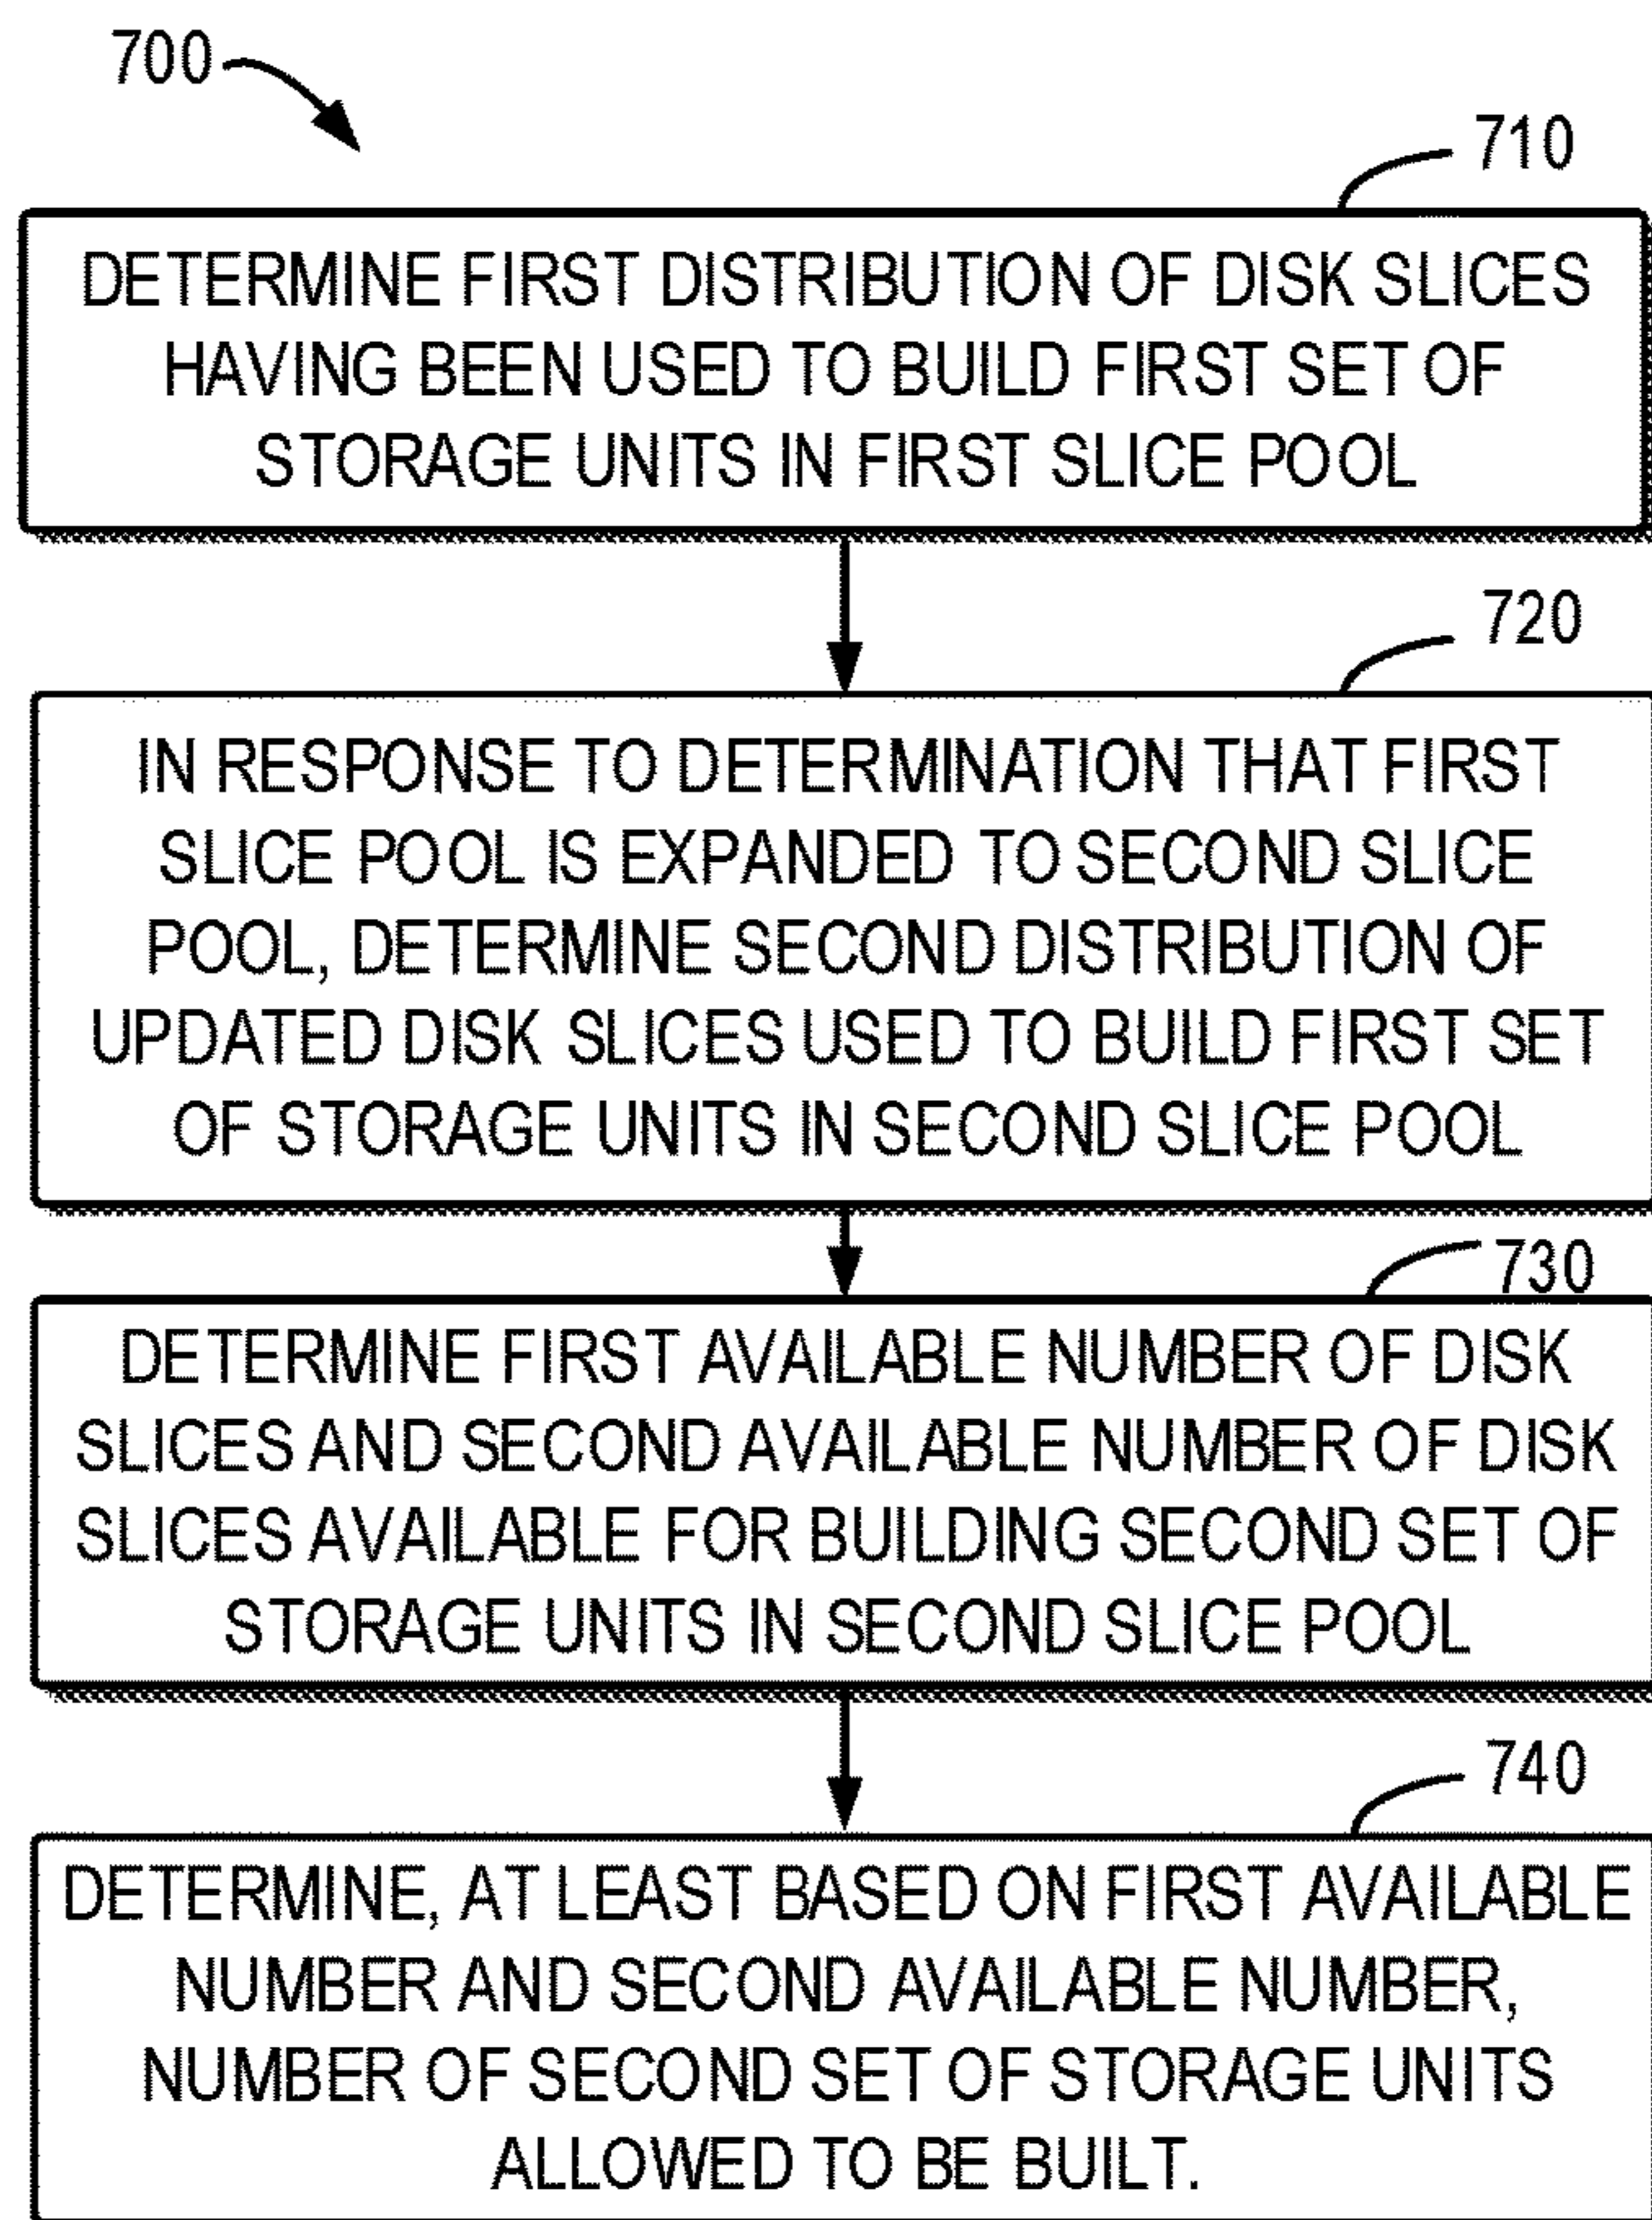 700
710
DETERMINE FIRST DISTRIBUTION OF DISK SLICES
HAVING BEEN USED TO BUILD FIRST SET OF
STORAGE UNITS IN FIRST SLICE POOL
720
IN RESPONSE TO DETERMINATION THAT FIRST
SLICE POOL IS EXPANDED TO SECOND SLICE
POOL, DETERMINE SECOND DISTRIBUTION OF
UPDATED DISK SLICES USED TO BUILD FIRST SET
OF STORAGE UNITS IN SECOND SLICE POOL
730
DETERMINE FIRST AVAILABLE NUMBER OF DISK
SLICES AND SECOND AVAILABLE NUMBER OF DISK
SLICES AVAILABLE FOR BUILDING SECOND SET OF
STORAGE UNITS IN SECOND SLICE POOL
740
DETERMINE, AT LEAST BASED ON FIRST AVAILABLE
NUMBER AND SECOND AVAILABLE NUMBER,
NUMBER OF SECOND SET OF STORAGE UNITS
ALLOWED TO BE BUILT.